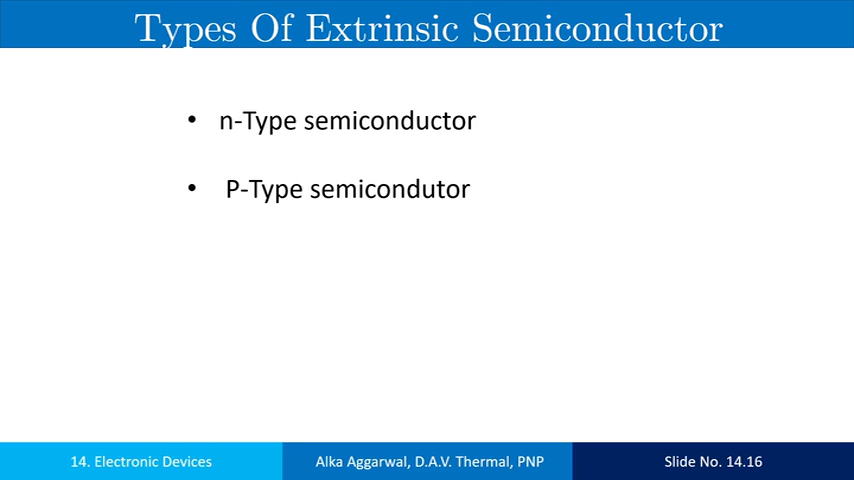 Types Of Extrinsic Semiconductor
• n-Type semiconductor
• P-Type semicondutor
14. Electronic Devices
Alka Aggarwal, D.A.V. Thermal, PNP
Slide No. 14.16